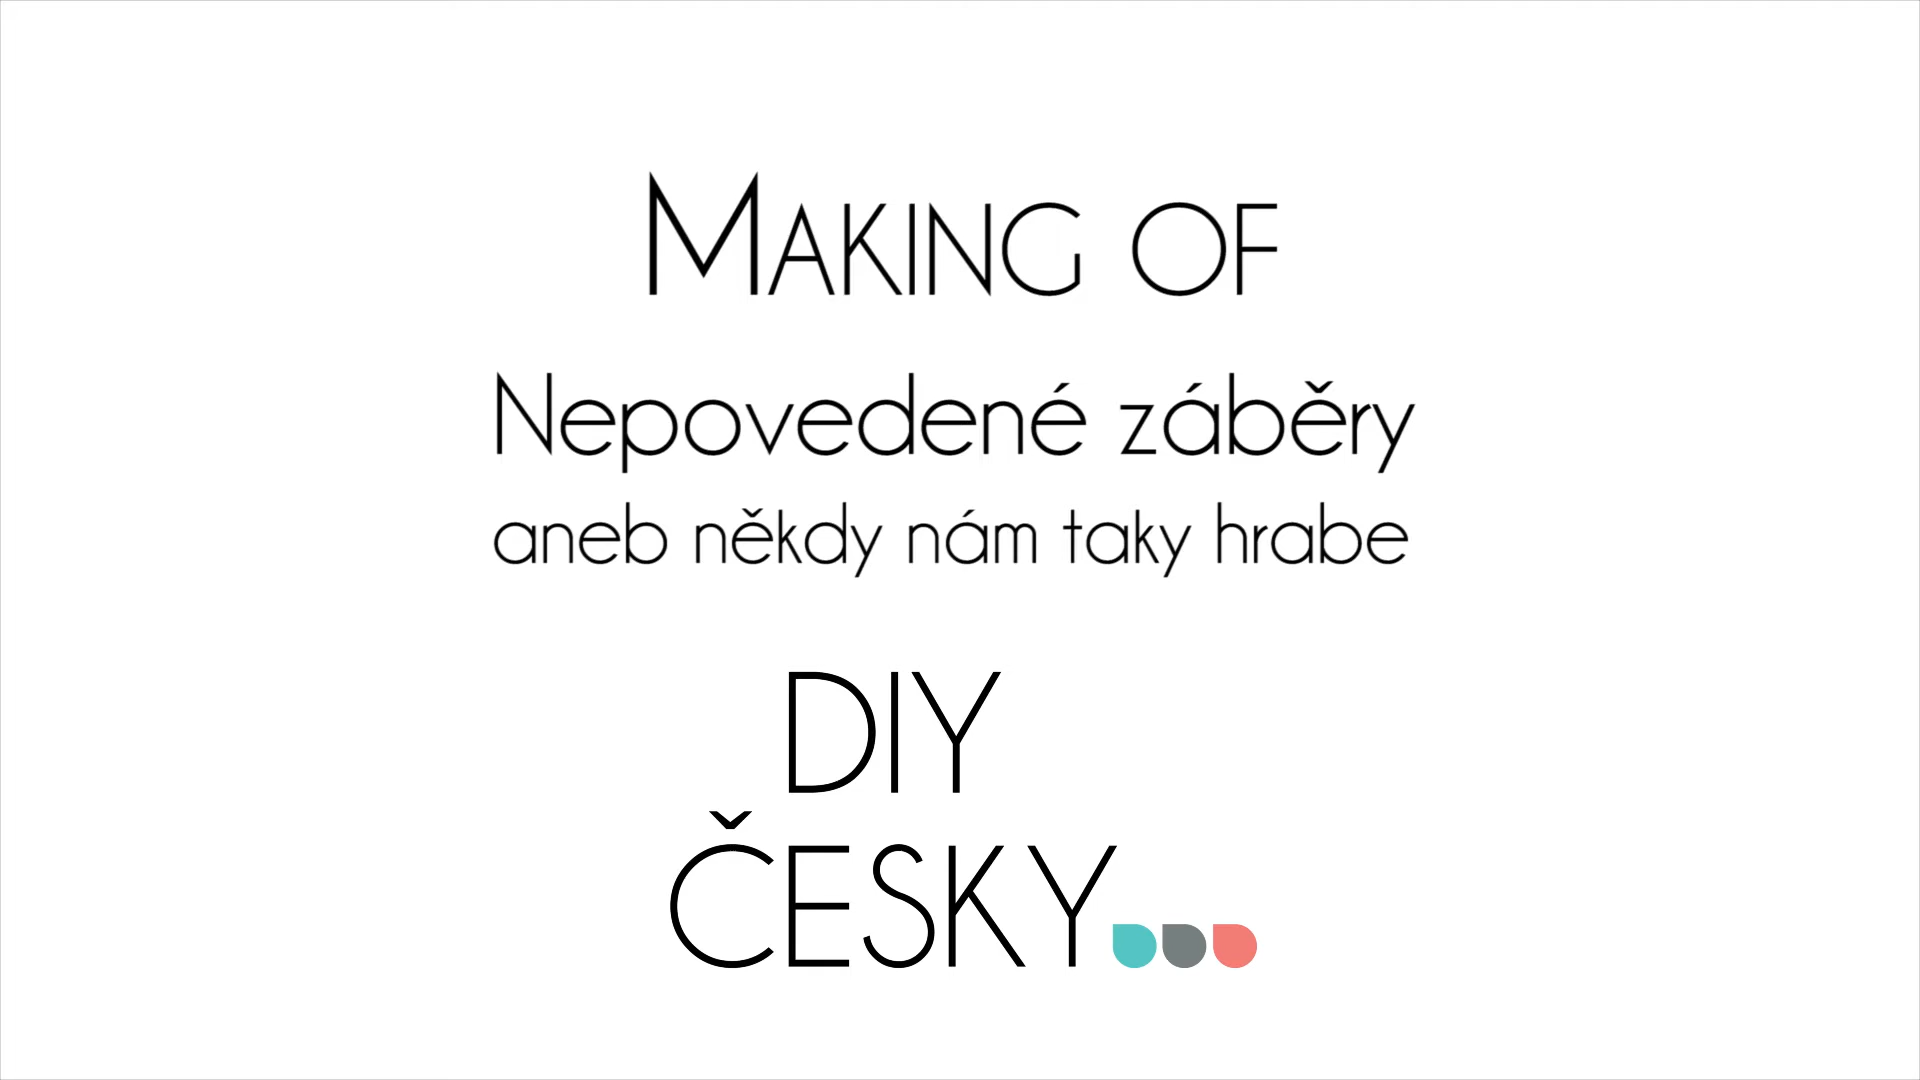 Making of
Nepovedené záběry
aneb někdy nám taky hrabe
DIY
ČESKY